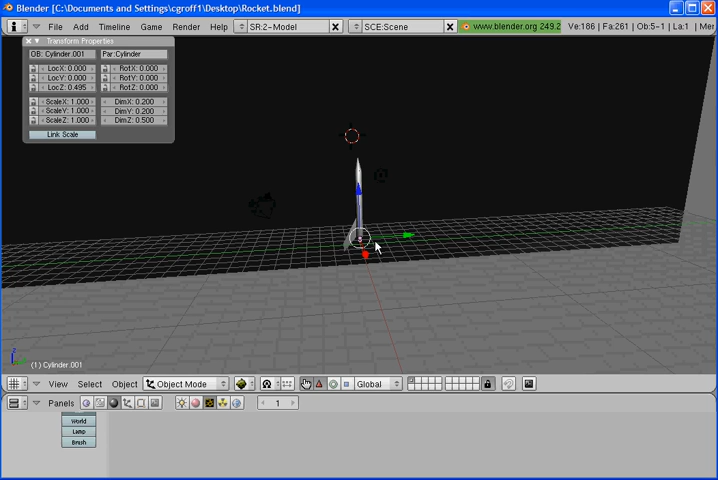 Blender [C:\Documents and Settings\cgroff1\Desktop\Rocket.blend]
File Add Timeline Game Render Help SR:2-Model SCE:Scene www.blender.org 249.2 Ve:186 | Fa:261 | Ob:5-1 | La:1 | Mer
Transform Properties
OB: Cylinder.001 Par:Cylinder
LocX: 0.000 RotX: 0.000
LocY: 0.000 RotY: 0.000
LocZ: 0.495 RotZ: 0.000
ScaleX: 1.000 DimX: 0.200
ScaleY: 1.000 DimY: 0.200
ScaleZ: 1.000 DimZ: 0.500
Link Scale
(1) Cylinder.001
View Select Object Object Mode Global
Panels 1
World
Lamp
Brush